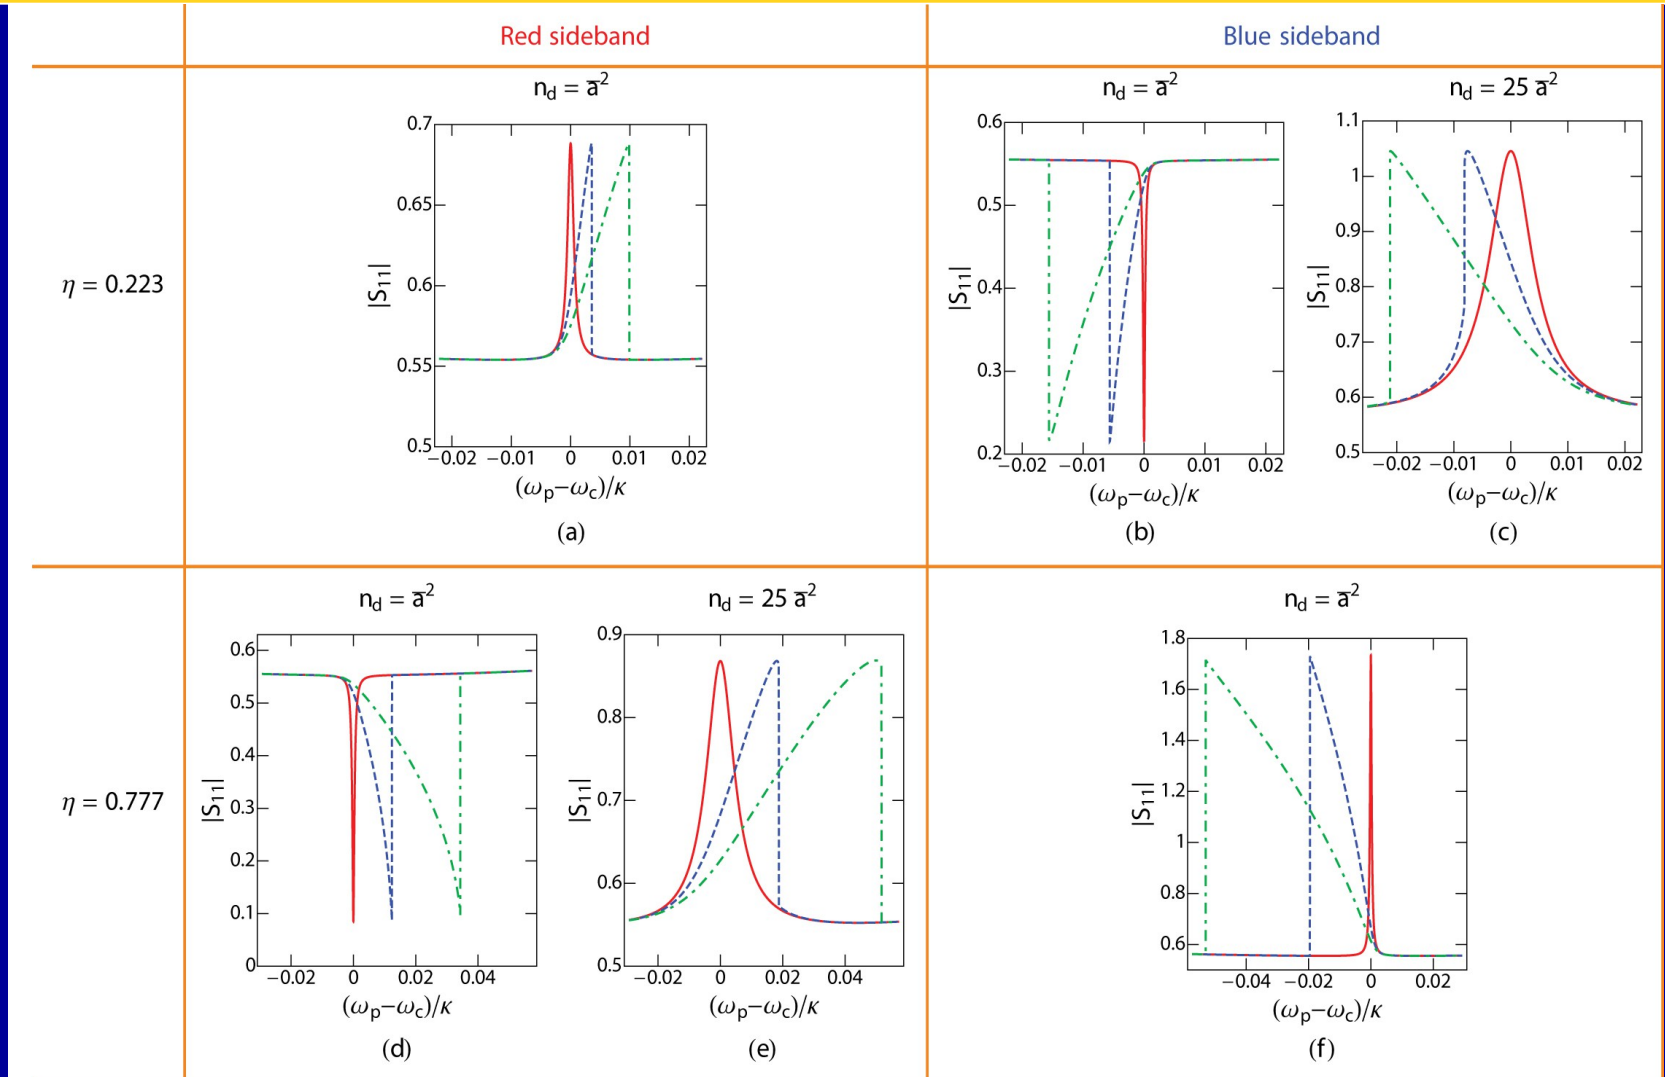 Red sideband
Blue sideband
η = 0.223
n_d = a̅²
0.7
0.65
0.6
0.55
0.5
|S₁₁|
−0.02 −0.01 0 0.01 0.02
(ω_p−ω_c)/κ
(a)
n_d = a̅²
0.6
0.5
0.4
0.3
0.2
|S₁₁|
−0.02 −0.01 0 0.01 0.02
(ω_p−ω_c)/κ
(b)
n_d = 25 a̅²
1.1
1
0.9
0.8
0.7
0.6
0.5
|S₁₁|
−0.02 −0.01 0 0.01 0.02
(ω_p−ω_c)/κ
(c)
η = 0.777
n_d = a̅²
0.6
0.5
0.4
0.3
0.2
0.1
0
|S₁₁|
−0.02 0 0.02 0.04
(ω_p−ω_c)/κ
(d)
n_d = 25 a̅²
0.9
0.8
0.7
0.6
0.5
|S₁₁|
−0.02 0 0.02 0.04
(ω_p−ω_c)/κ
(e)
n_d = a̅²
1.8
1.6
1.4
1.2
1
0.8
0.6
|S₁₁|
−0.04 −0.02 0 0.02
(ω_p−ω_c)/κ
(f)